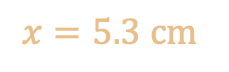 x = 5.3 cm